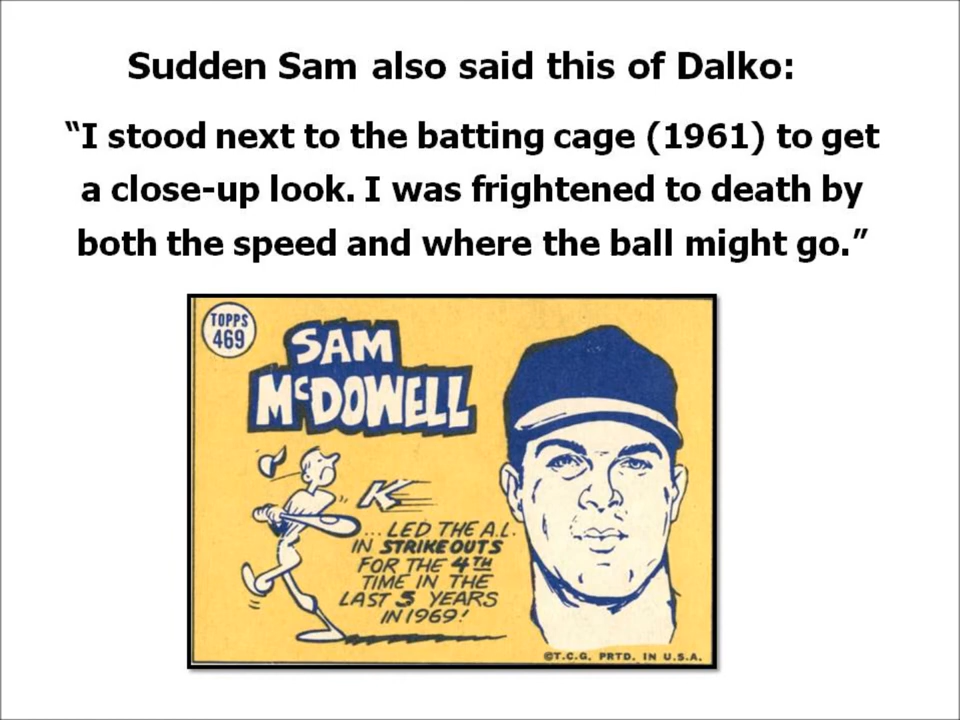 Sudden Sam also said this of Dalko:
“I stood next to the batting cage (1961) to get
a close-up look. I was frightened to death by
both the speed and where the ball might go.”
TOPPS
469
SAM
McDOWELL
K
...LED THE A.L.
IN STRIKEOUTS
FOR THE 4TH
TIME IN THE
LAST 5 YEARS
IN 1969!
©T.C.G. PRTD. IN U.S.A.